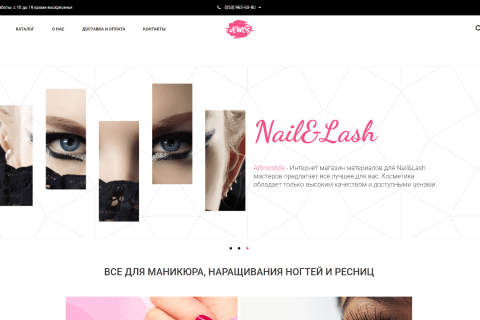 боты: с 10 до 19 кроме воскресенья
(050) 963-50-80
КАТАЛОГ О НАС ДОСТАВКА И ОПЛАТА КОНТАКТЫ
Nail&Lash
Artmostyle - Интернет магазин материалов для Nail&Lash
мастеров предлагает все лучшее для вас. Косметика
обладает только высоким качеством и доступными ценами.
ВСЕ ДЛЯ МАНИКЮРА, НАРАЩИВАНИЯ НОГТЕЙ И РЕСНИЦ